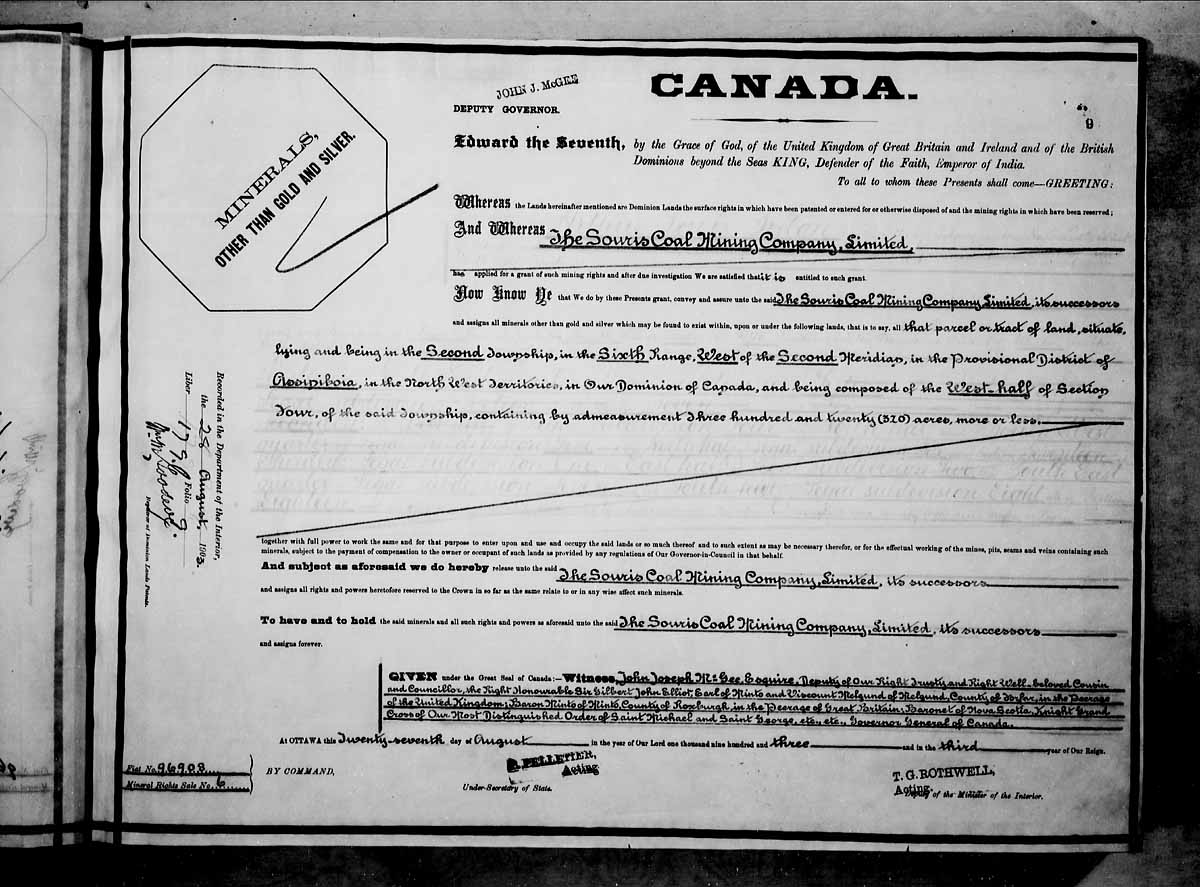 CANADA.
JOHN J. McGEE
DEPUTY GOVERNOR.
9
MINERALS,
OTHER THAN GOLD AND SILVER.
Edward the Seventh, by the Grace of God, of the United Kingdom of Great Britain and Ireland and of the British
Dominions beyond the Seas KING, Defender of the Faith, Emperor of India.
To all to whom these Presents shall come—GREETING:
Whereas the Lands hereinafter mentioned are Dominion Lands the surface rights in which have been patented or entered for or otherwise disposed of and the mining rights in which have been reserved;
And Whereas The Souris Coal Mining Company, Limited,
has applied for a grant of such mining rights and after due investigation We are satisfied that it is entitled to such grant.
Now Know Ye that We do by these Presents grant, convey and assure unto the said The Souris Coal Mining Company Limited, its successors
and assigns all minerals other than gold and silver which may be found to exist within, upon or under the following lands, that is to say, all that parcel or tract of land, situate,
lying and being in the Second Township, in the Sixth Range, West of the Second Meridian, in the Provisional District of
Assiniboia, in the North West Territories, in Our Dominion of Canada, and being composed of the West-half of Section
Four, of the said Township, containing by admeasurement Three hundred and twenty (320) acres, more or less.
together with full power to work the same and for that purpose to enter upon and use and occupy the said lands or so much thereof and to such extent as may be necessary therefor, or for the effectual working of the mines, pits, seams and veins containing such
minerals, subject to the payment of compensation to the owner or occupant of such lands as provided by any regulations of Our Governor-in-Council in that behalf.
And subject as aforesaid we do hereby release unto the said The Souris Coal Mining Company, Limited, its successors
and assigns all rights and powers heretofore reserved to the Crown in so far as the same relate to or in any wise affect such minerals.
To have and to hold the said minerals and all such rights and powers as aforesaid unto the said The Souris Coal Mining Company, Limited, its successors
and assigns forever.
GIVEN under the Great Seal of Canada:—Witness, John Joseph McGee, Esquire, Deputy of Our Right Trusty and Right Well-beloved Cousin
and Councillor, the Right Honourable Sir Gilbert John Elliot, Earl of Minto and Viscount Melgund of Melgund, County of Forfar, in the Peerage
of the United Kingdom; Baron Minto of Minto, County of Roxburgh, in the Peerage of Great Britain; Baronet of Nova Scotia, Knight Grand
Cross of Our Most Distinguished Order of Saint Michael and Saint George, etc., etc., Governor General of Canada.
At OTTAWA this Twenty-seventh day of August in the year of Our Lord one thousand nine hundred and three and in the third year of Our Reign.
BY COMMAND,
PELLETIER,
Acting
Under-Secretary of State.
T. G. ROTHWELL,
Acting Deputy of the Minister of the Interior.
Fiat No. 96908
Mineral Rights Sale No. 6
Recorded in the Department of the Interior,
the 28 August 1903.
Liber 175 Folio 9.
Registrar of Dominion Lands Patents.